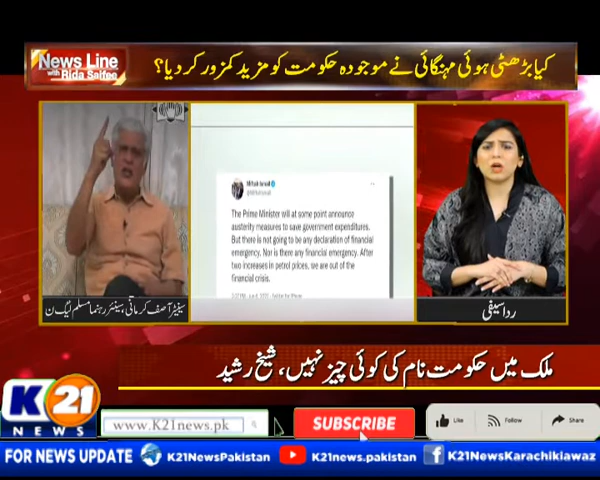 News Line
with Rida Saifee
کیا بڑھتی ہوئی مہنگائی نے موجودہ حکومت کو مزید کمزور کر دیا؟
Miftah Ismail
@MiftahIsmail
The Prime Minister will at some point announce
austerity measures to save government expenditures.
But there is not going to be any declaration of financial
emergency. Nor is there any financial emergency. After
two increases in petrol prices, we are out of the
financial crisis.
سینیٹر آصف کرمانی، سینئر رہنما مسلم لیگ ن
ردا سیفی
ملک میں حکومت نام کی کوئی چیز نہیں، شیخ رشید
K21
NEWS
www.K21news.pk
SUBSCRIBE
Like
Follow
Share
FOR NEWS UPDATE
K21NewsPakistan
K21news.pakistan
K21NewsKarachikiawaz